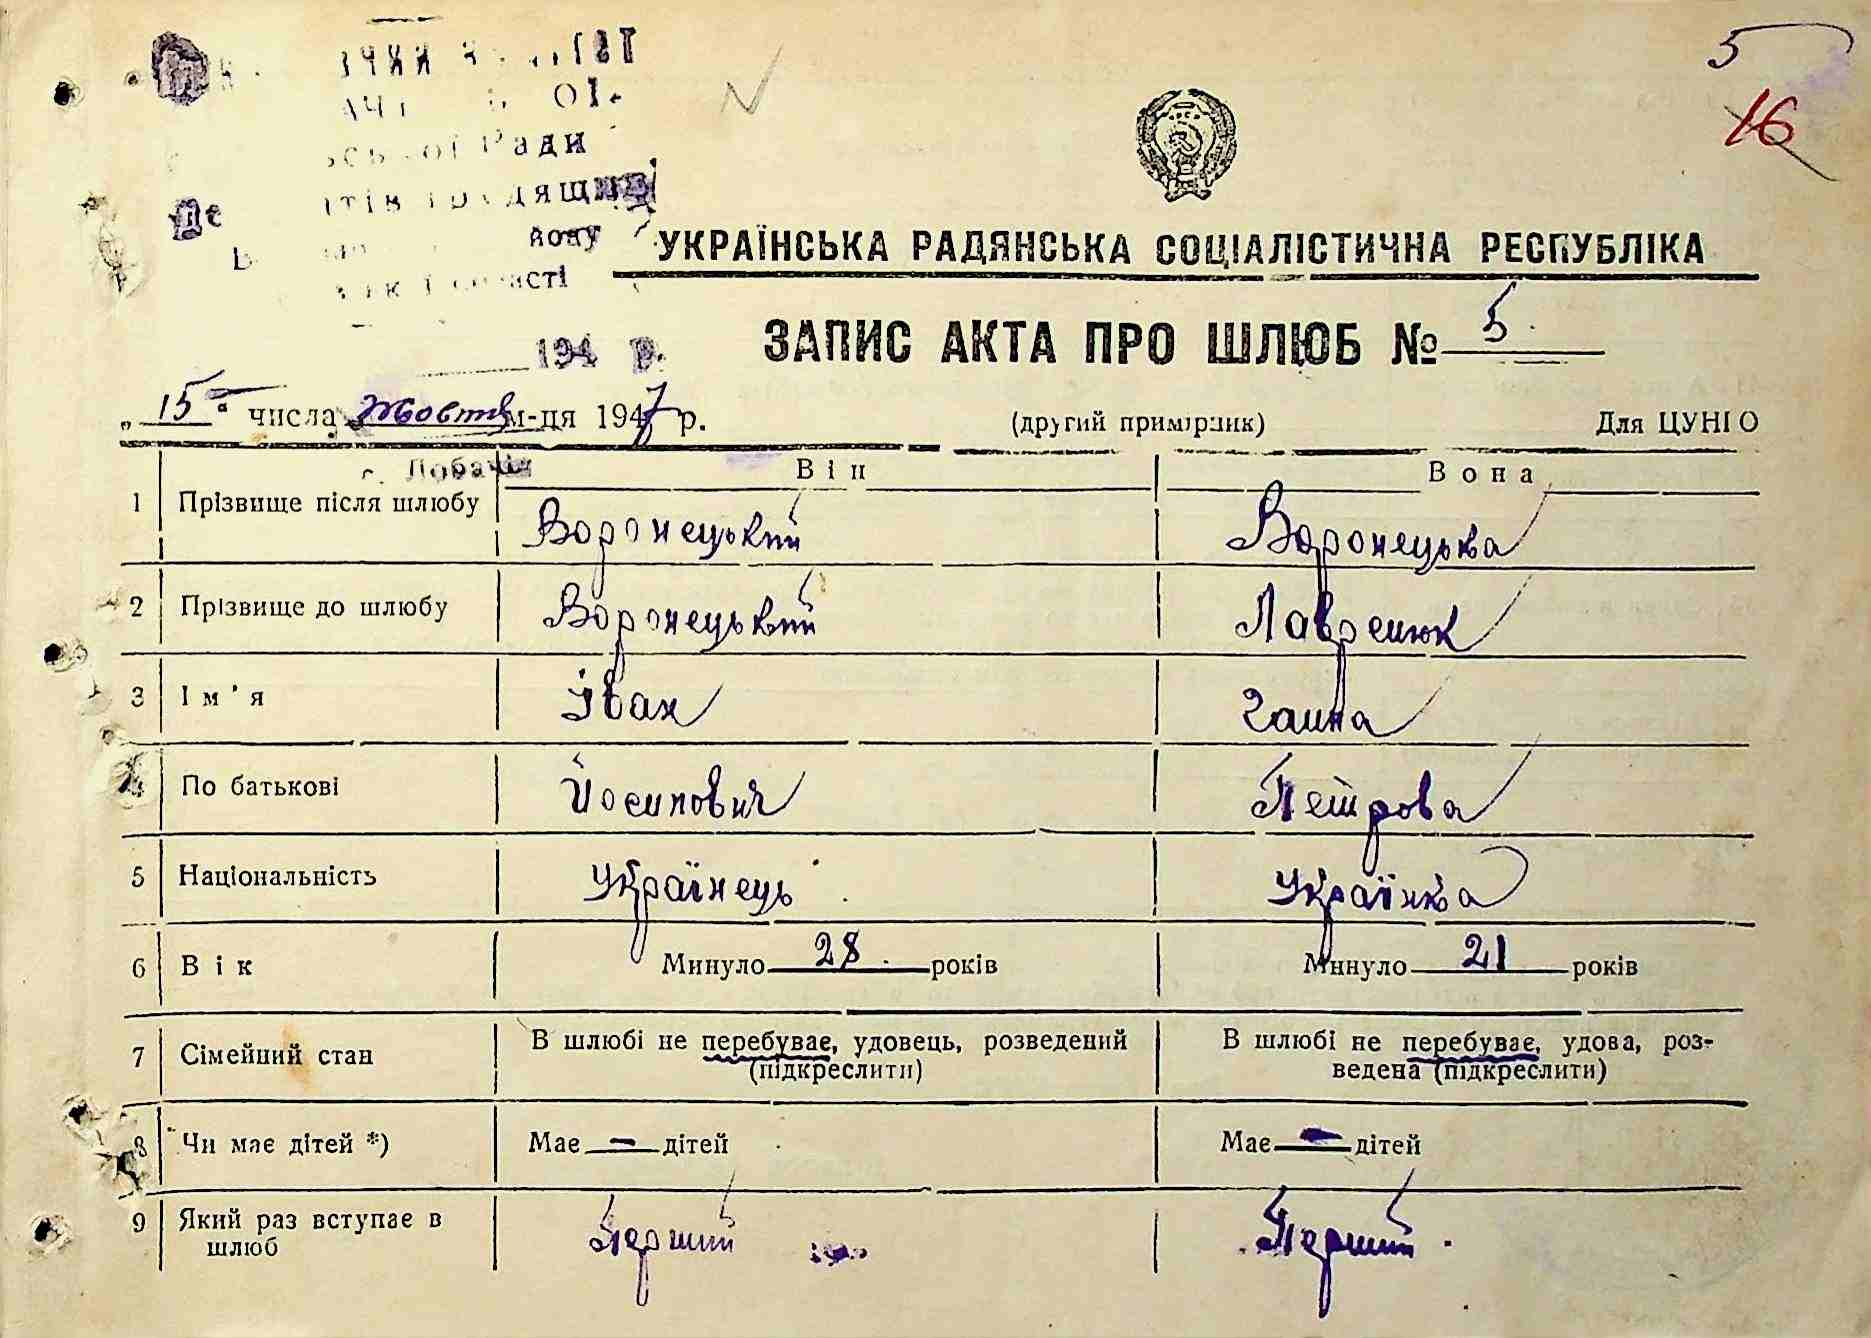 5
16
Ради
йону
УКРАЇНСЬКА РАДЯНСЬКА СОЦІАЛІСТИЧНА РЕСПУБЛІКА
ЗАПИС АКТА ПРО ШЛЮБ № 5
194 р.
„15" числа Жовтня м-ця 1947 р. (другий примірник) Для ЦУНГО
с. Лобачів
Він Вона
1 Прізвище після шлюбу Воронецький Воронецька
2 Прізвище до шлюбу Воронецький Лавренюк
3 Ім'я Іван Ганна
4 По батькові Йосипович Петрова
5 Національність Українець Українка
6 Вік Минуло 28 років Минуло 21 років
7 Сімейний стан В шлюбі не перебуває, удовець, розведений В шлюбі не перебуває, удова, роз-
(підкреслити) ведена (підкреслити)
8 Чи має дітей *) Має — дітей Має — дітей
9 Який раз вступає в Перший Перший
шлюб